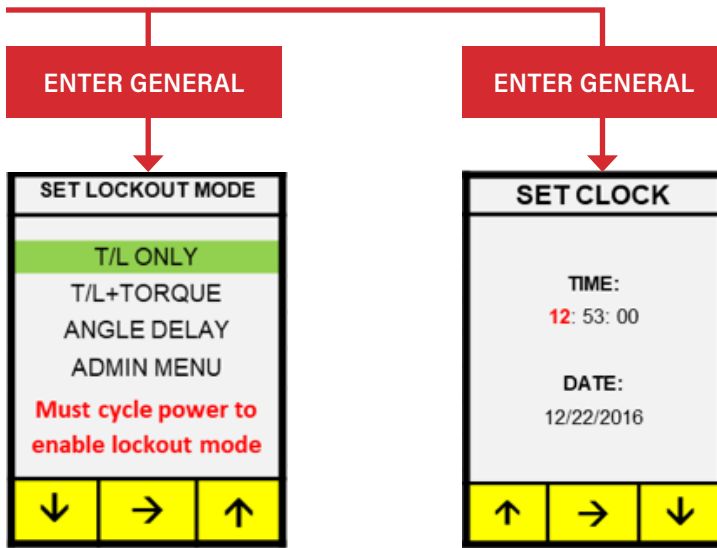 ENTER GENERAL
SET LOCKOUT MODE
T/L ONLY
T/L+TORQUE
ANGLE DELAY
ADMIN MENU
Must cycle power to
enable lockout mode
ENTER GENERAL
SET CLOCK
TIME:
12: 53: 00
DATE:
12/22/2016